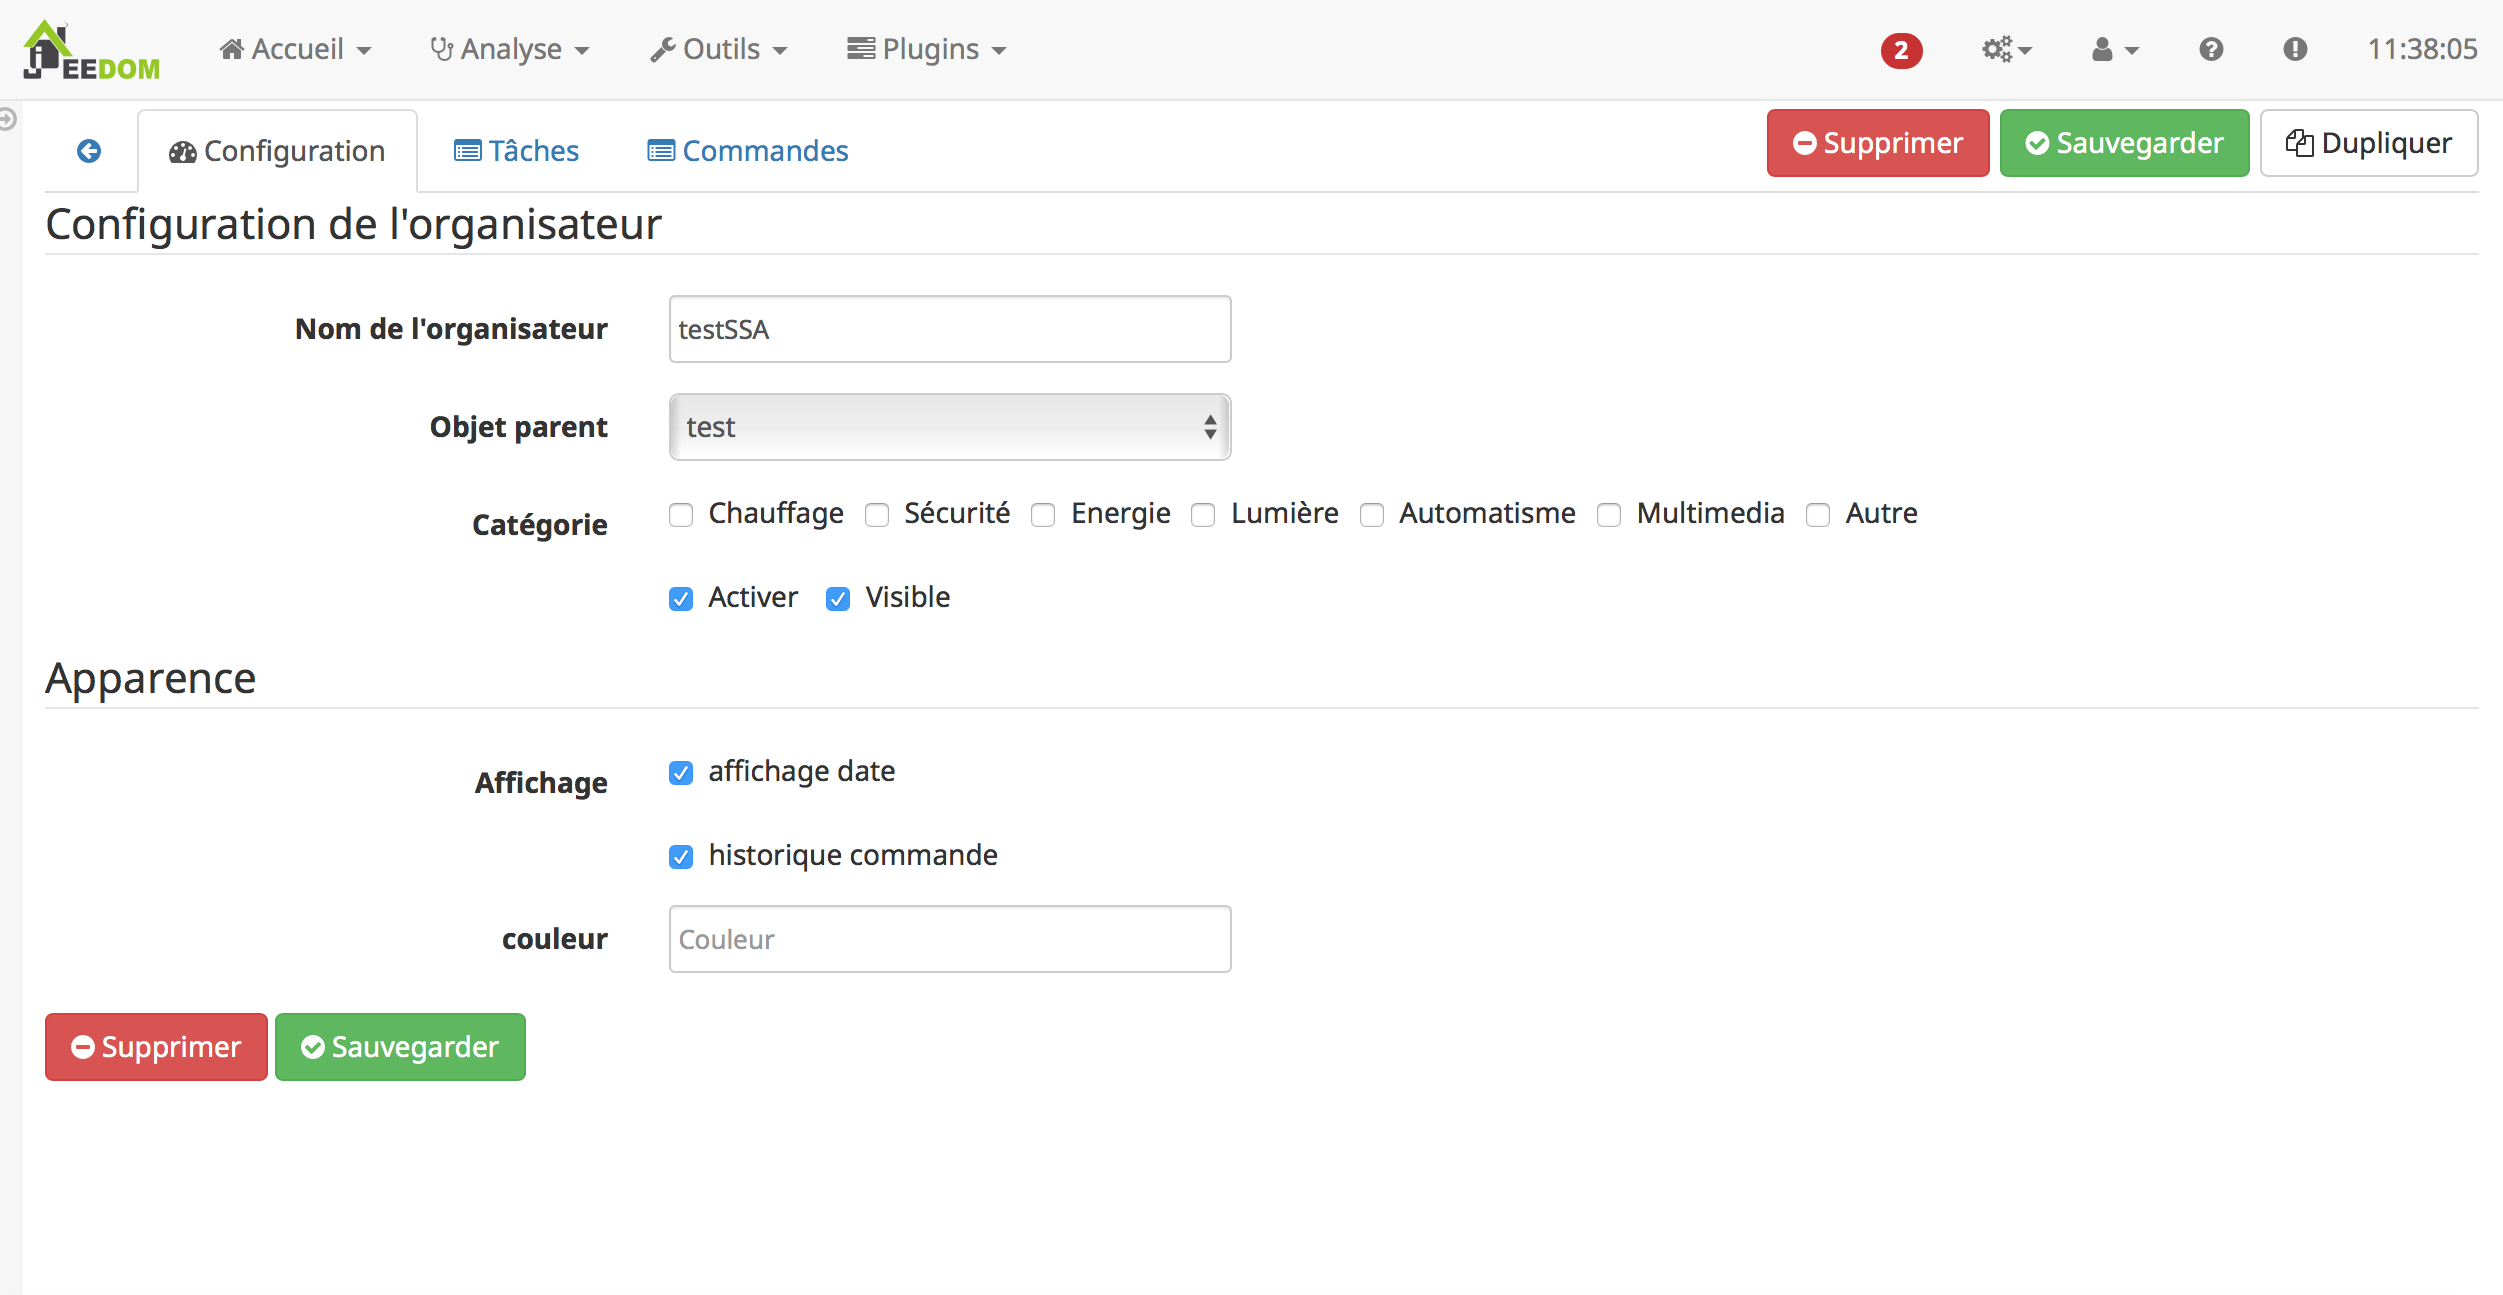 JEEDOM Accueil Analyse Outils Plugins 2 11:38:05
Configuration Tâches Commandes Supprimer Sauvegarder Dupliquer
Configuration de l'organisateur
Nom de l'organisateur testSSA
Objet parent test
Catégorie Chauffage Sécurité Energie Lumière Automatisme Multimedia Autre
Activer Visible
Apparence
Affichage affichage date
historique commande
couleur Couleur
Supprimer Sauvegarder